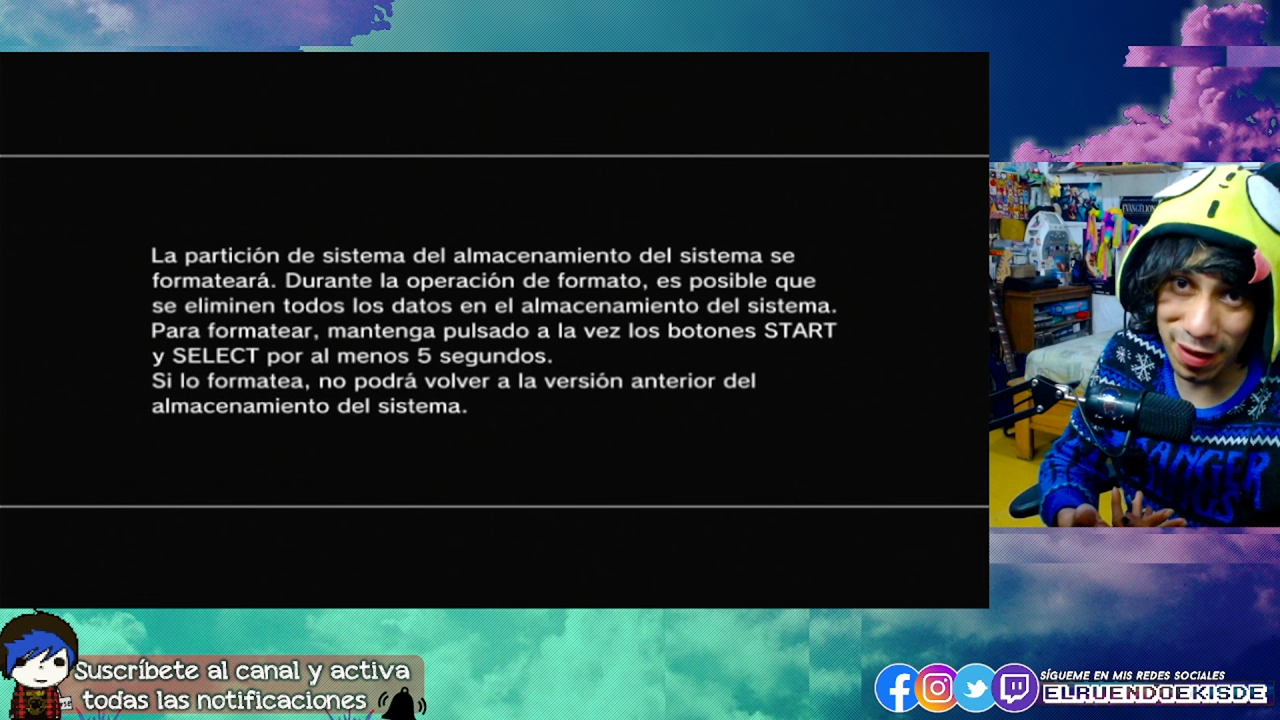 La partición de sistema del almacenamiento del sistema se
formateará. Durante la operación de formato, es posible que
se eliminen todos los datos en el almacenamiento del sistema.
Para formatear, mantenga pulsado a la vez los botones START
y SELECT por al menos 5 segundos.
Si lo formatea, no podrá volver a la versión anterior del
almacenamiento del sistema.
EVANGELION
Suscríbete al canal y activa
todas las notificaciones
SÍGUEME EN MIS REDES SOCIALES
ELRUENDOEKISDE